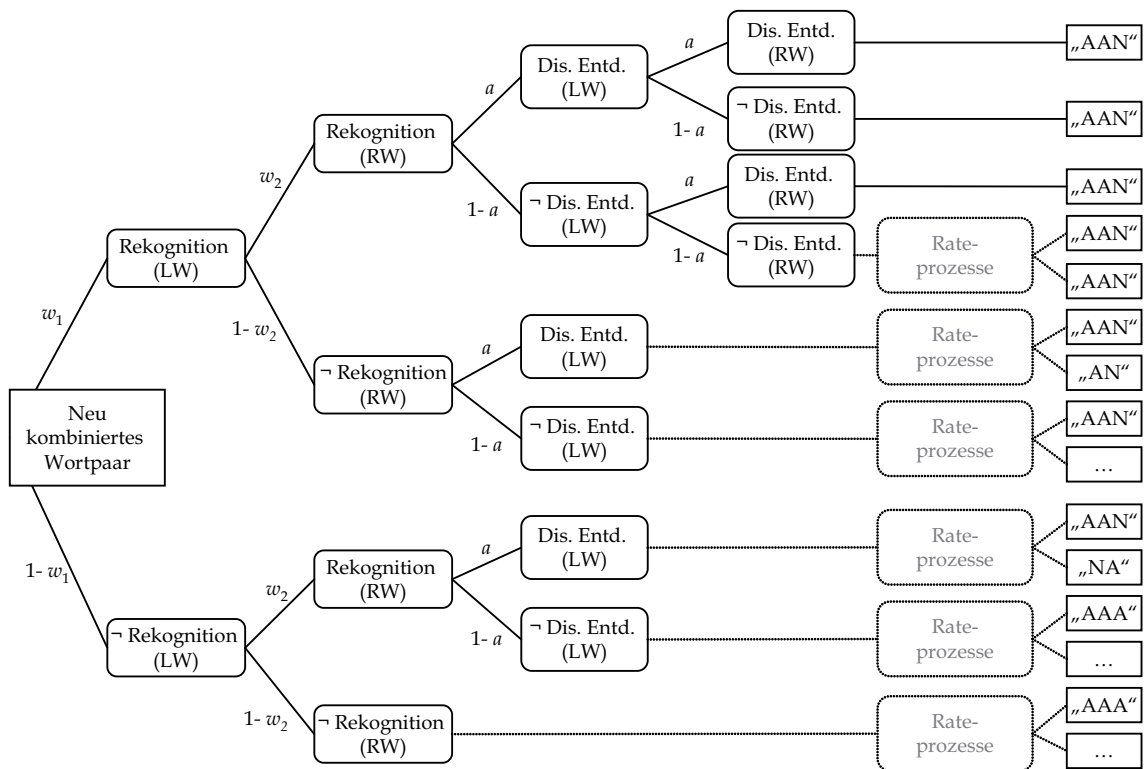 Dis. Entd.
(RW)
„AAN“
a
Dis. Entd.
(LW)
a
1- a
¬ Dis. Entd.
(RW)
„AAN“
Rekognition
(RW)
w2
1- a
¬ Dis. Entd.
(LW)
a
Dis. Entd.
(RW)
„AAN“
1- a
¬ Dis. Entd.
(RW)
Rate-
prozesse
„AAN“
„AAN“
Rekognition
(LW)
w1
1- w2
¬ Rekognition
(RW)
a
Dis. Entd.
(LW)
Rate-
prozesse
„AAN“
„AN“
1- a
¬ Dis. Entd.
(LW)
Rate-
prozesse
„AAN“
…
Neu
kombiniertes
Wortpaar
1- w1
¬ Rekognition
(LW)
w2
Rekognition
(RW)
a
Dis. Entd.
(LW)
Rate-
prozesse
„AAN“
„NA“
1- a
¬ Dis. Entd.
(LW)
Rate-
prozesse
„AAA“
…
1- w2
¬ Rekognition
(RW)
Rate-
prozesse
„AAA“
…